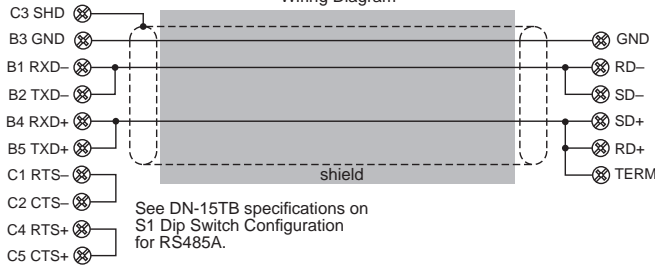 Wiring Diagram
C3 SHD
B3 GND
B1 RXD–
B2 TXD–
B4 RXD+
B5 TXD+
C1 RTS–
C2 CTS–
C4 RTS+
C5 CTS+
GND
RD–
SD–
SD+
RD+
TERM
shield
See DN-15TB specifications on
S1 Dip Switch Configuration
for RS485A.